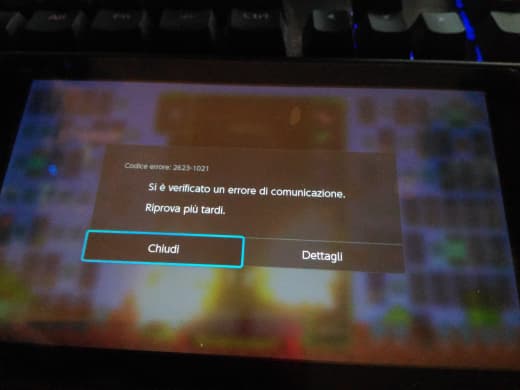 Codice errore: 2623-1021
Si è verificato un errore di comunicazione.
Riprova più tardi.
Chiudi
Dettagli